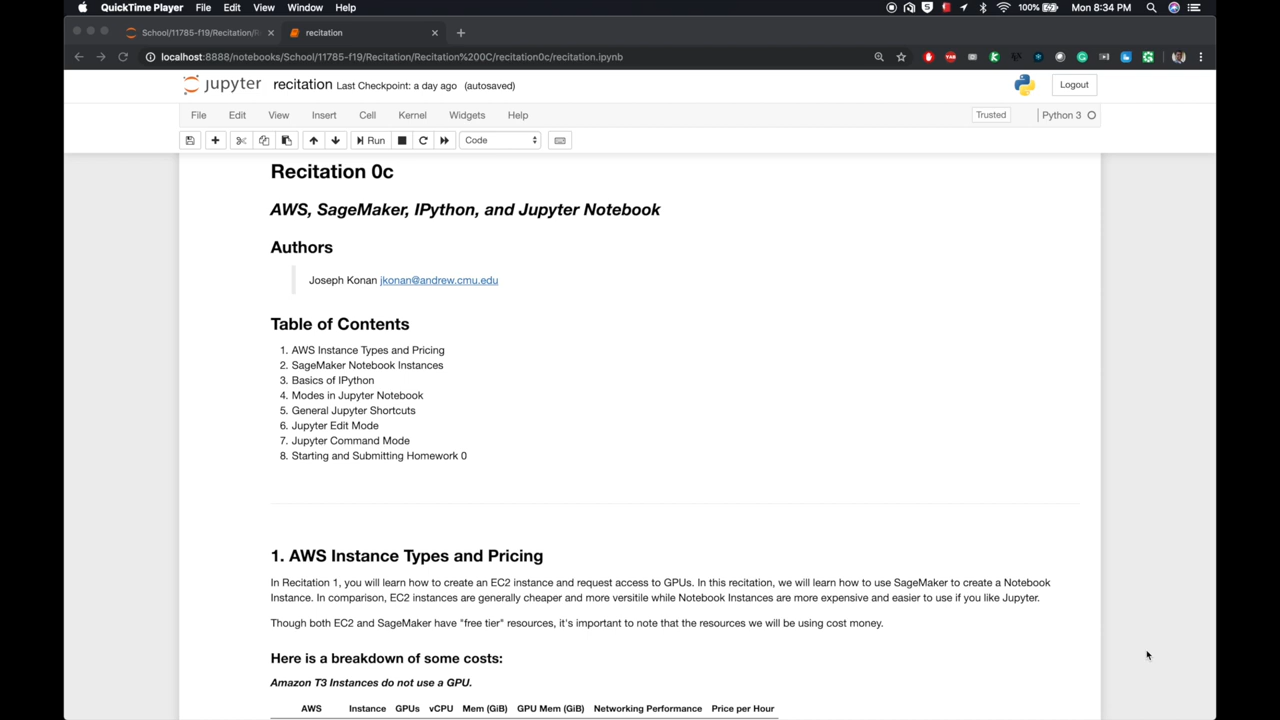 QuickTime Player File Edit View Window Help 100% Mon 8:34 PM
School/11785-f19/Recitation/R recitation
localhost:8888/notebooks/School/11785-f19/Recitation/Recitation%200C/recitation0c/recitation.ipynb
jupyter recitation Last Checkpoint: a day ago (autosaved) Logout
File Edit View Insert Cell Kernel Widgets Help Trusted Python 3
Run Code
Recitation 0c
AWS, SageMaker, IPython, and Jupyter Notebook
Authors
Joseph Konan jkonan@andrew.cmu.edu
Table of Contents
1. AWS Instance Types and Pricing
2. SageMaker Notebook Instances
3. Basics of IPython
4. Modes in Jupyter Notebook
5. General Jupyter Shortcuts
6. Jupyter Edit Mode
7. Jupyter Command Mode
8. Starting and Submitting Homework 0
1. AWS Instance Types and Pricing
In Recitation 1, you will learn how to create an EC2 instance and request access to GPUs. In this recitation, we will learn how to use SageMaker to create a Notebook
Instance. In comparison, EC2 instances are generally cheaper and more versitile while Notebook Instances are more expensive and easier to use if you like Jupyter.
Though both EC2 and SageMaker have "free tier" resources, it's important to note that the resources we will be using cost money.
Here is a breakdown of some costs:
Amazon T3 Instances do not use a GPU.
AWS Instance GPUs vCPU Mem (GiB) GPU Mem (GiB) Networking Performance Price per Hour